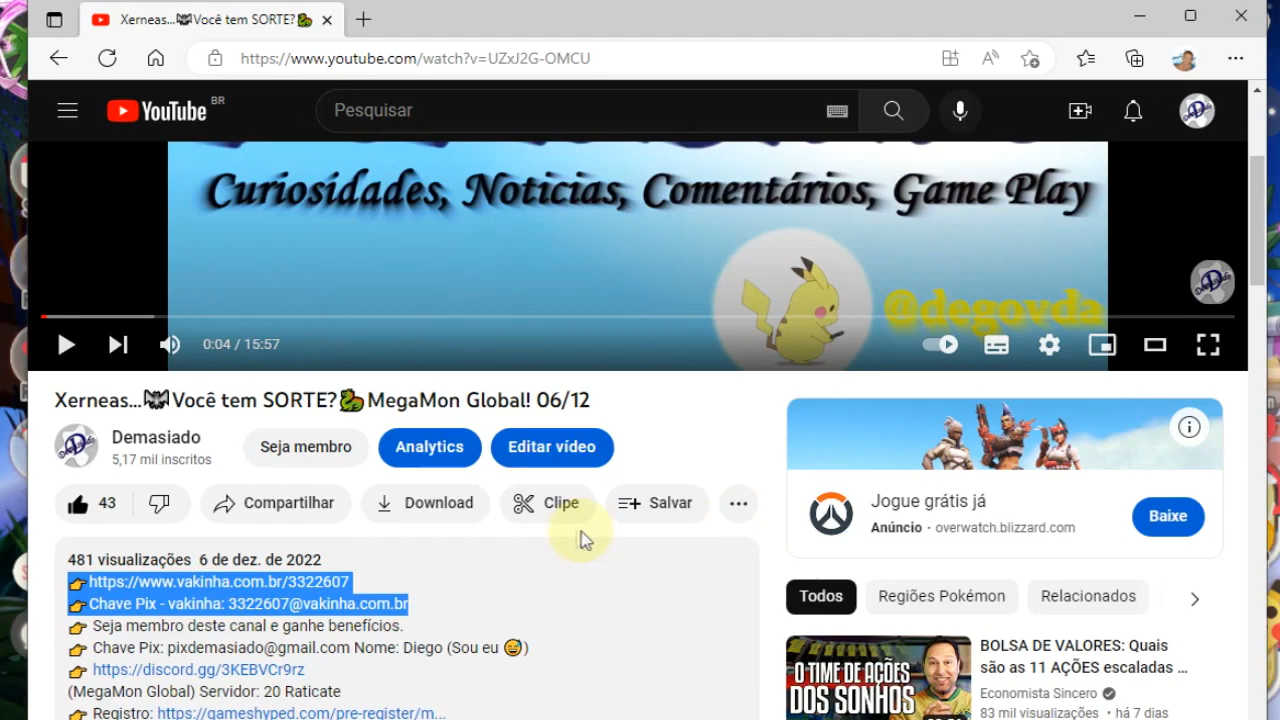 Xerneas...🦇Você tem SORTE?🐍
https://www.youtube.com/watch?v=UZxJ2G-OMCU
YouTube BR
Pesquisar
Curiosidades, Noticias, Comentários, Game Play
@degovda
0:04 / 15:57
Xerneas...🦇Você tem SORTE?🐍MegaMon Global! 06/12
Demasiado
5,17 mil inscritos
Seja membro
Analytics
Editar vídeo
43
Compartilhar
Download
Clipe
Salvar
481 visualizações 6 de dez. de 2022
👉https://www.vakinha.com.br/3322607
👉Chave Pix - vakinha: 3322607@vakinha.com.br
👉 Seja membro deste canal e ganhe benefícios.
👉 Chave Pix: pixdemasiado@gmail.com Nome: Diego (Sou eu 😅)
👉 https://discord.gg/3KEBVCr9rz
(MegaMon Global) Servidor: 20 Raticate
👉 Registro: https://gameshyped.com/pre-register/m...
Jogue grátis já
Anúncio · overwatch.blizzard.com
Baixe
Todos
Regiões Pokémon
Relacionados
O TIME DE AÇÕES
DOS SONHOS
BOLSA DE VALORES: Quais
são as 11 AÇÕES escaladas ...
Economista Sincero
83 mil visualizações · há 7 dias